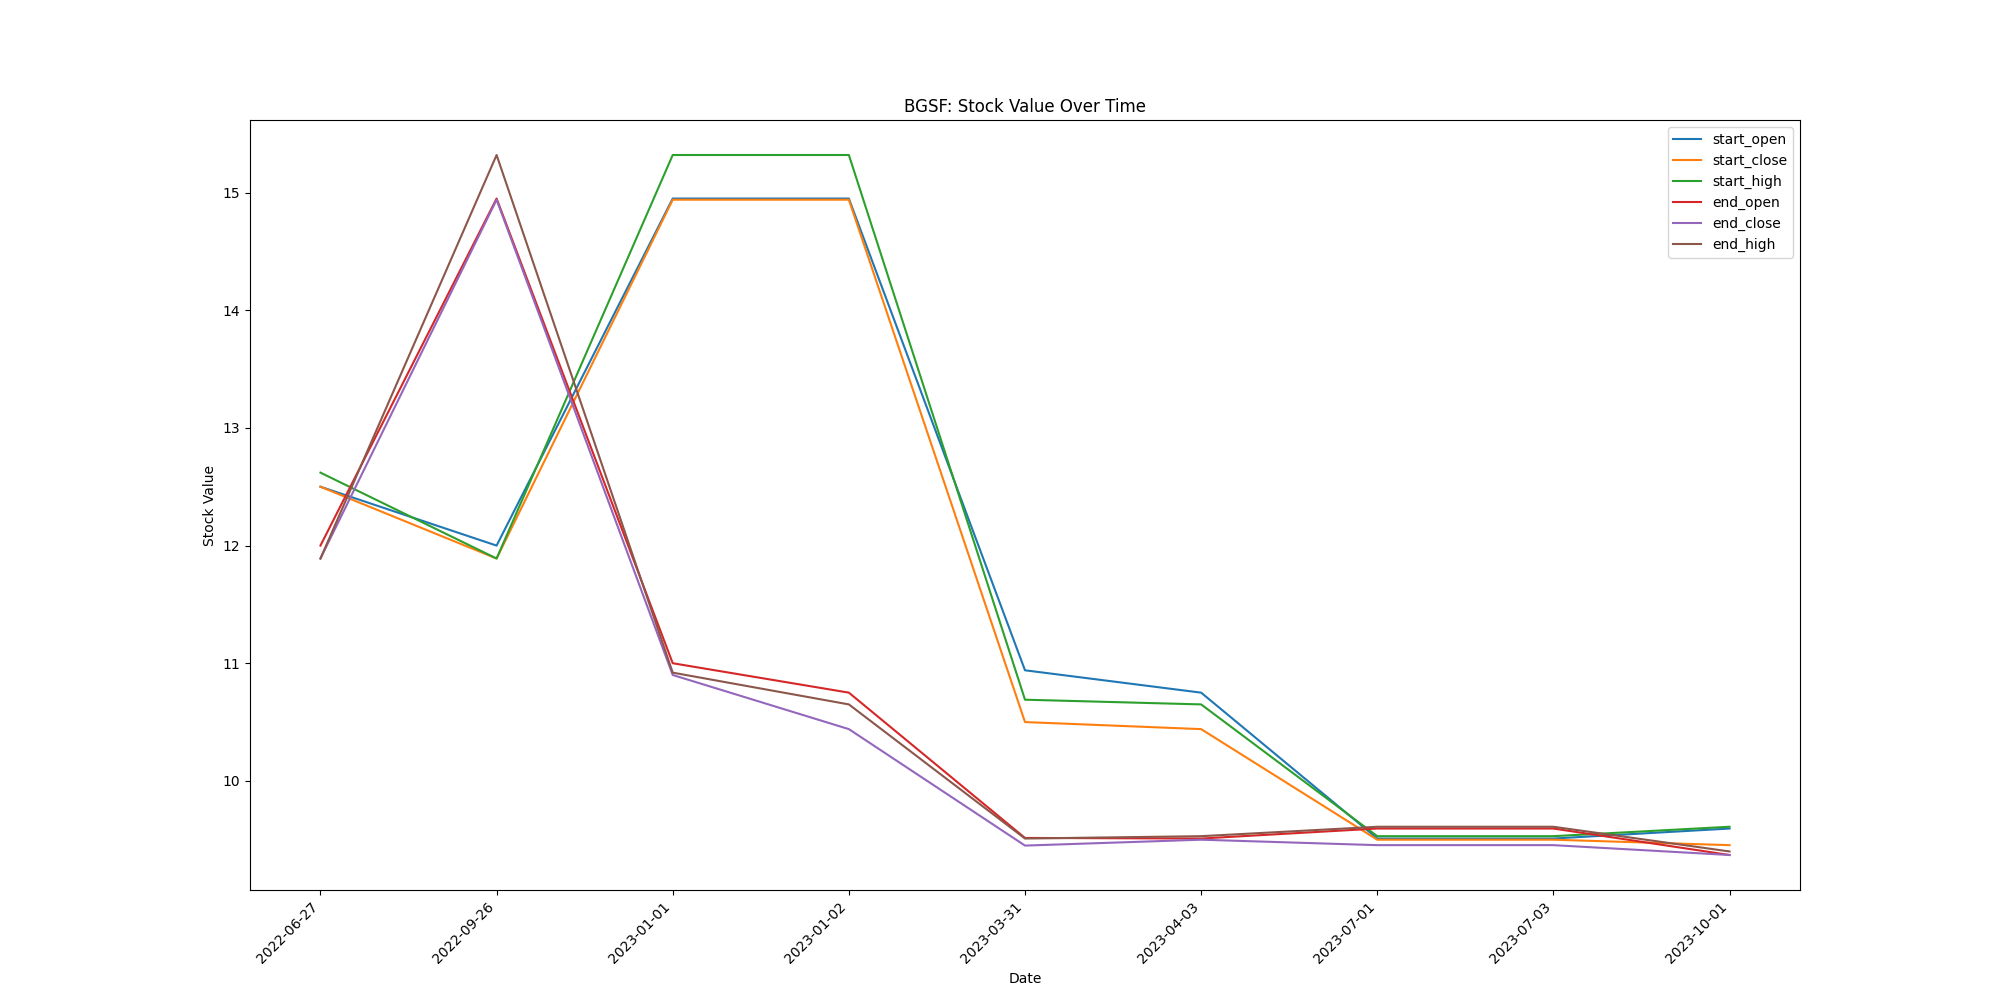 BGSF: Stock Value Over Time
start_open
start_close
start_high
end_open
end_close
end_high
15
14
13
12
11
10
Stock Value
2022-06-27
2022-09-26
2023-01-01
2023-01-02
2023-03-31
2023-04-03
2023-07-01
2023-07-03
2023-10-01
Date